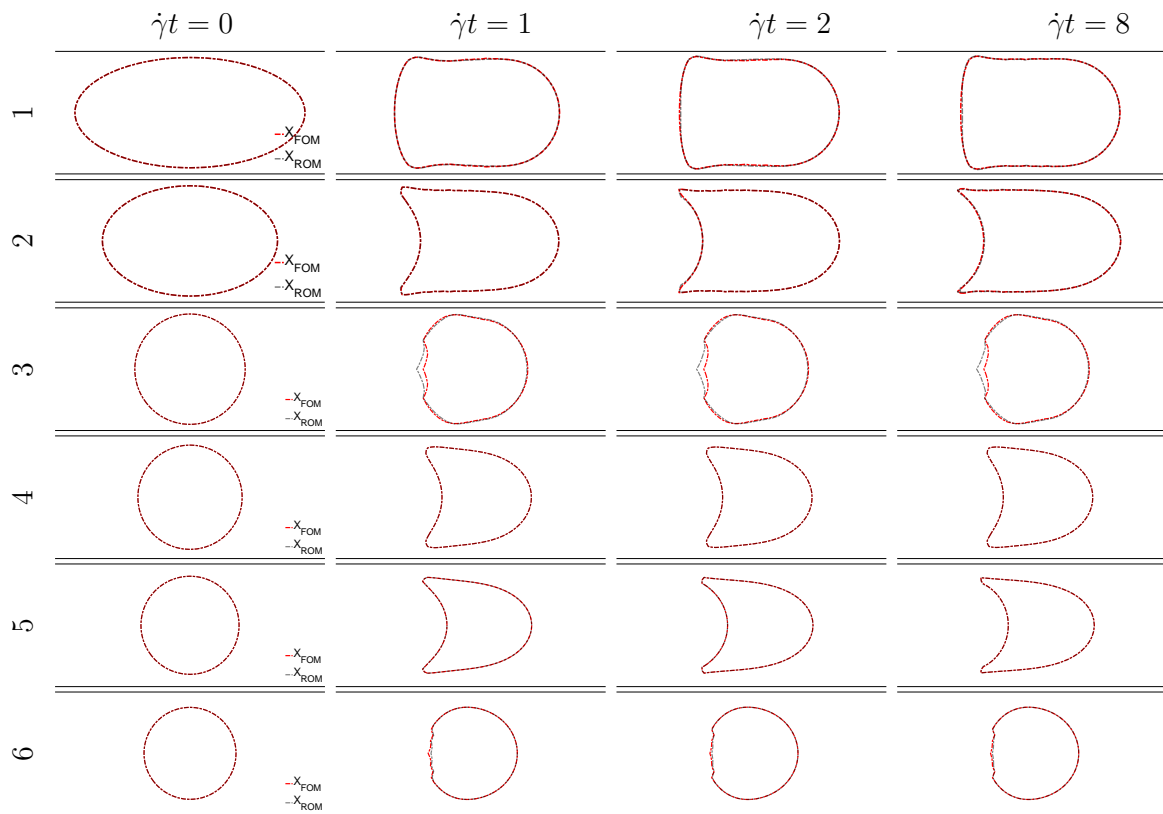 γ̇t = 0 γ̇t = 1 γ̇t = 2 γ̇t = 8
1
X_FOM
X_ROM
2
X_FOM
X_ROM
3
X_FOM
X_ROM
4
X_FOM
X_ROM
5
X_FOM
X_ROM
6
X_FOM
X_ROM